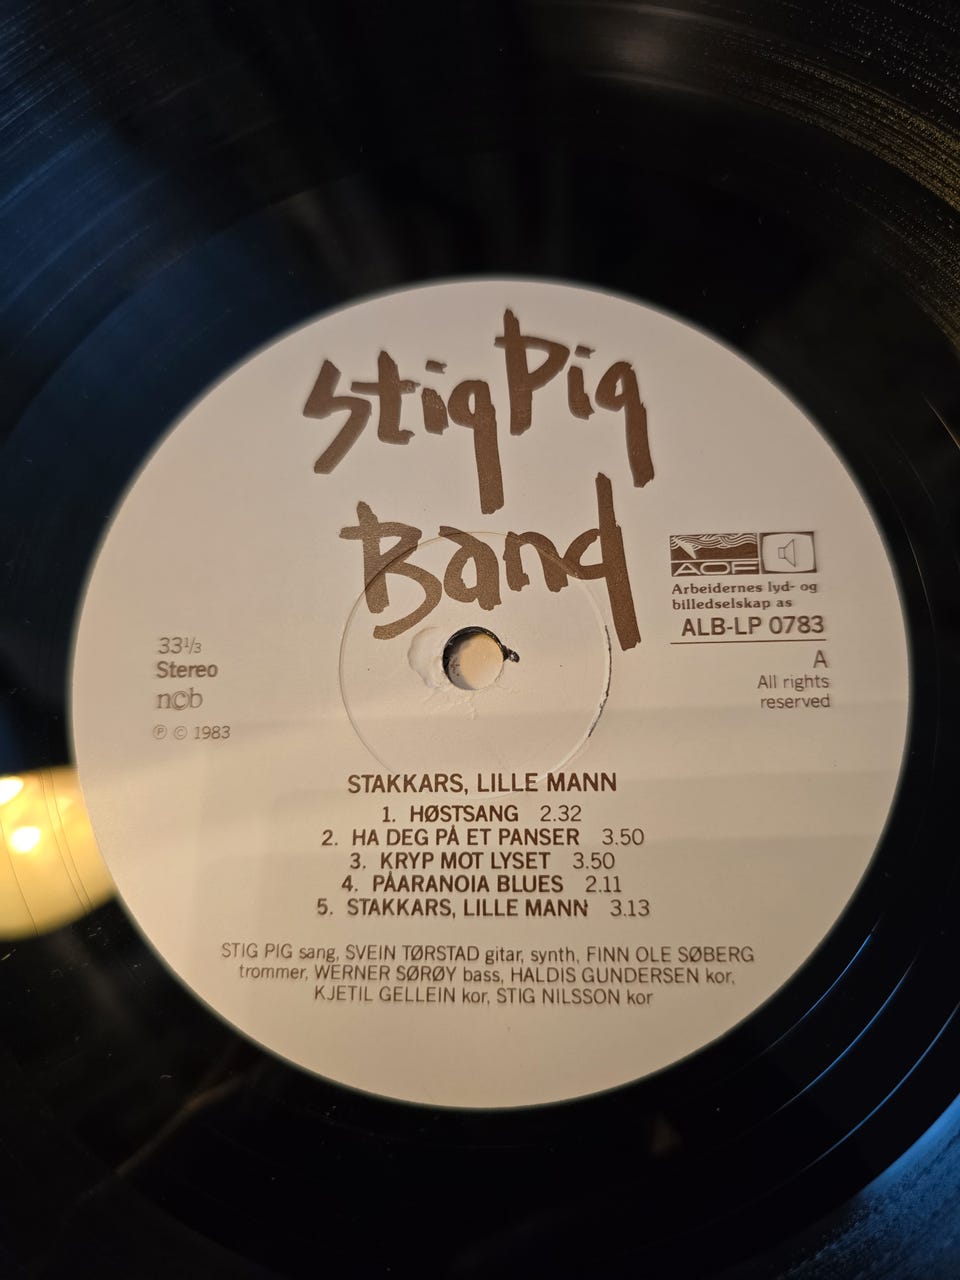 Stig Pig
Band
AOF
Arbeidernes lyd- og
billedselskap as
ALB-LP 0783
A
All rights
reserved
33⅓
Stereo
n©b
℗ © 1983
STAKKARS, LILLE MANN
1. HØSTSANG 2.32
2. HA DEG PÅ ET PANSER 3.50
3. KRYP MOT LYSET 3.50
4. PÅARANOIA BLUES 2.11
5. STAKKARS, LILLE MANN 3.13
STIG PIG sang, SVEIN TØRSTAD gitar, synth, FINN OLE SØBERG
trommer, WERNER SØRØY bass, HALDIS GUNDERSEN kor,
KJETIL GELLEIN kor, STIG NILSSON kor